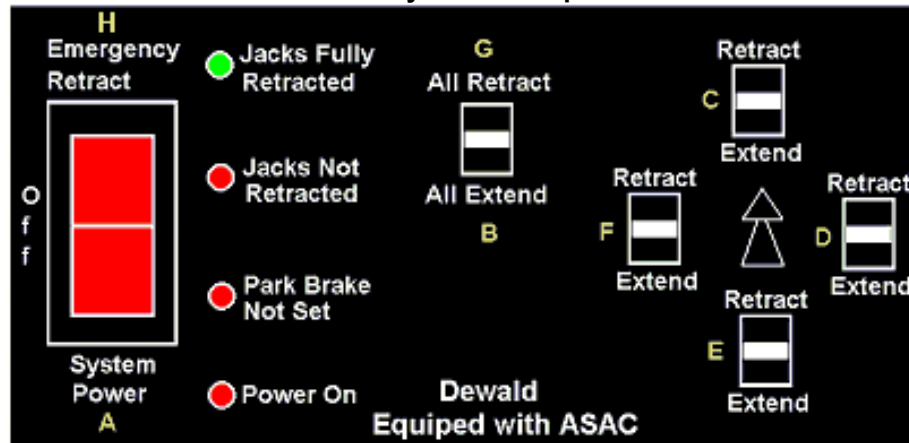 H
Emergency
Retract
Off
System
Power
A
Jacks Fully
Retracted
Jacks Not
Retracted
Park Brake
Not Set
Power On
G
All Retract
All Extend
B
Dewald
Equiped with ASAC
Retract
C
Extend
Retract
F
Extend
Retract
D
Extend
Retract
E
Extend